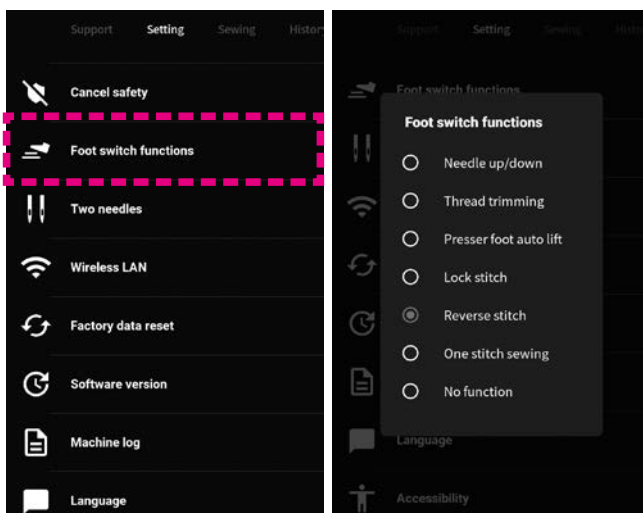 Support Setting Sewing History
Cancel safety
Foot switch functions
Two needles
Wireless LAN
Factory data reset
Software version
Machine log
Language
Support Setting Sewing
Foot switch functions
Foot switch functions
Needle up/down
Thread trimming
Presser foot auto lift
Lock stitch
Reverse stitch
One stitch sewing
No function
Language
Accessibility